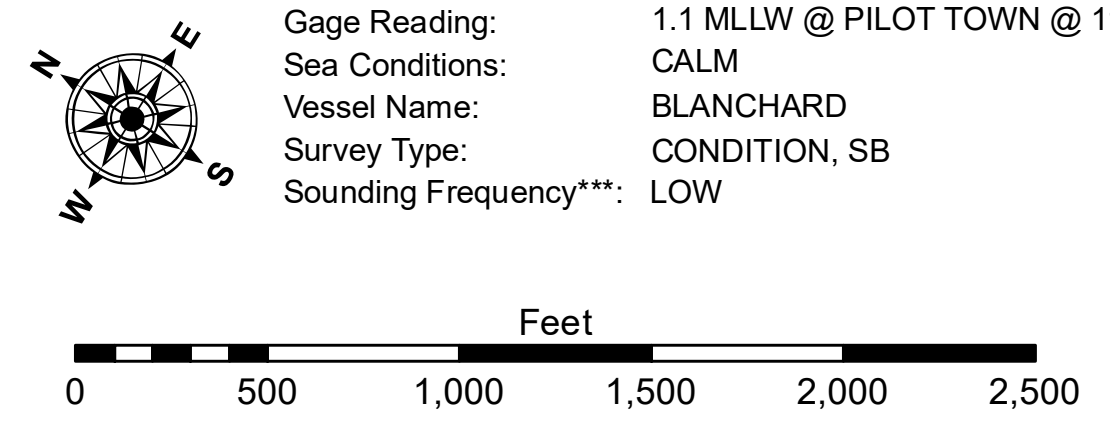 N
E
S
W
Gage Reading: 1.1 MLLW @ PILOT TOWN @ 1
Sea Conditions: CALM
Vessel Name: BLANCHARD
Survey Type: CONDITION, SB
Sounding Frequency***: LOW
Feet
0 500 1,000 1,500 2,000 2,500